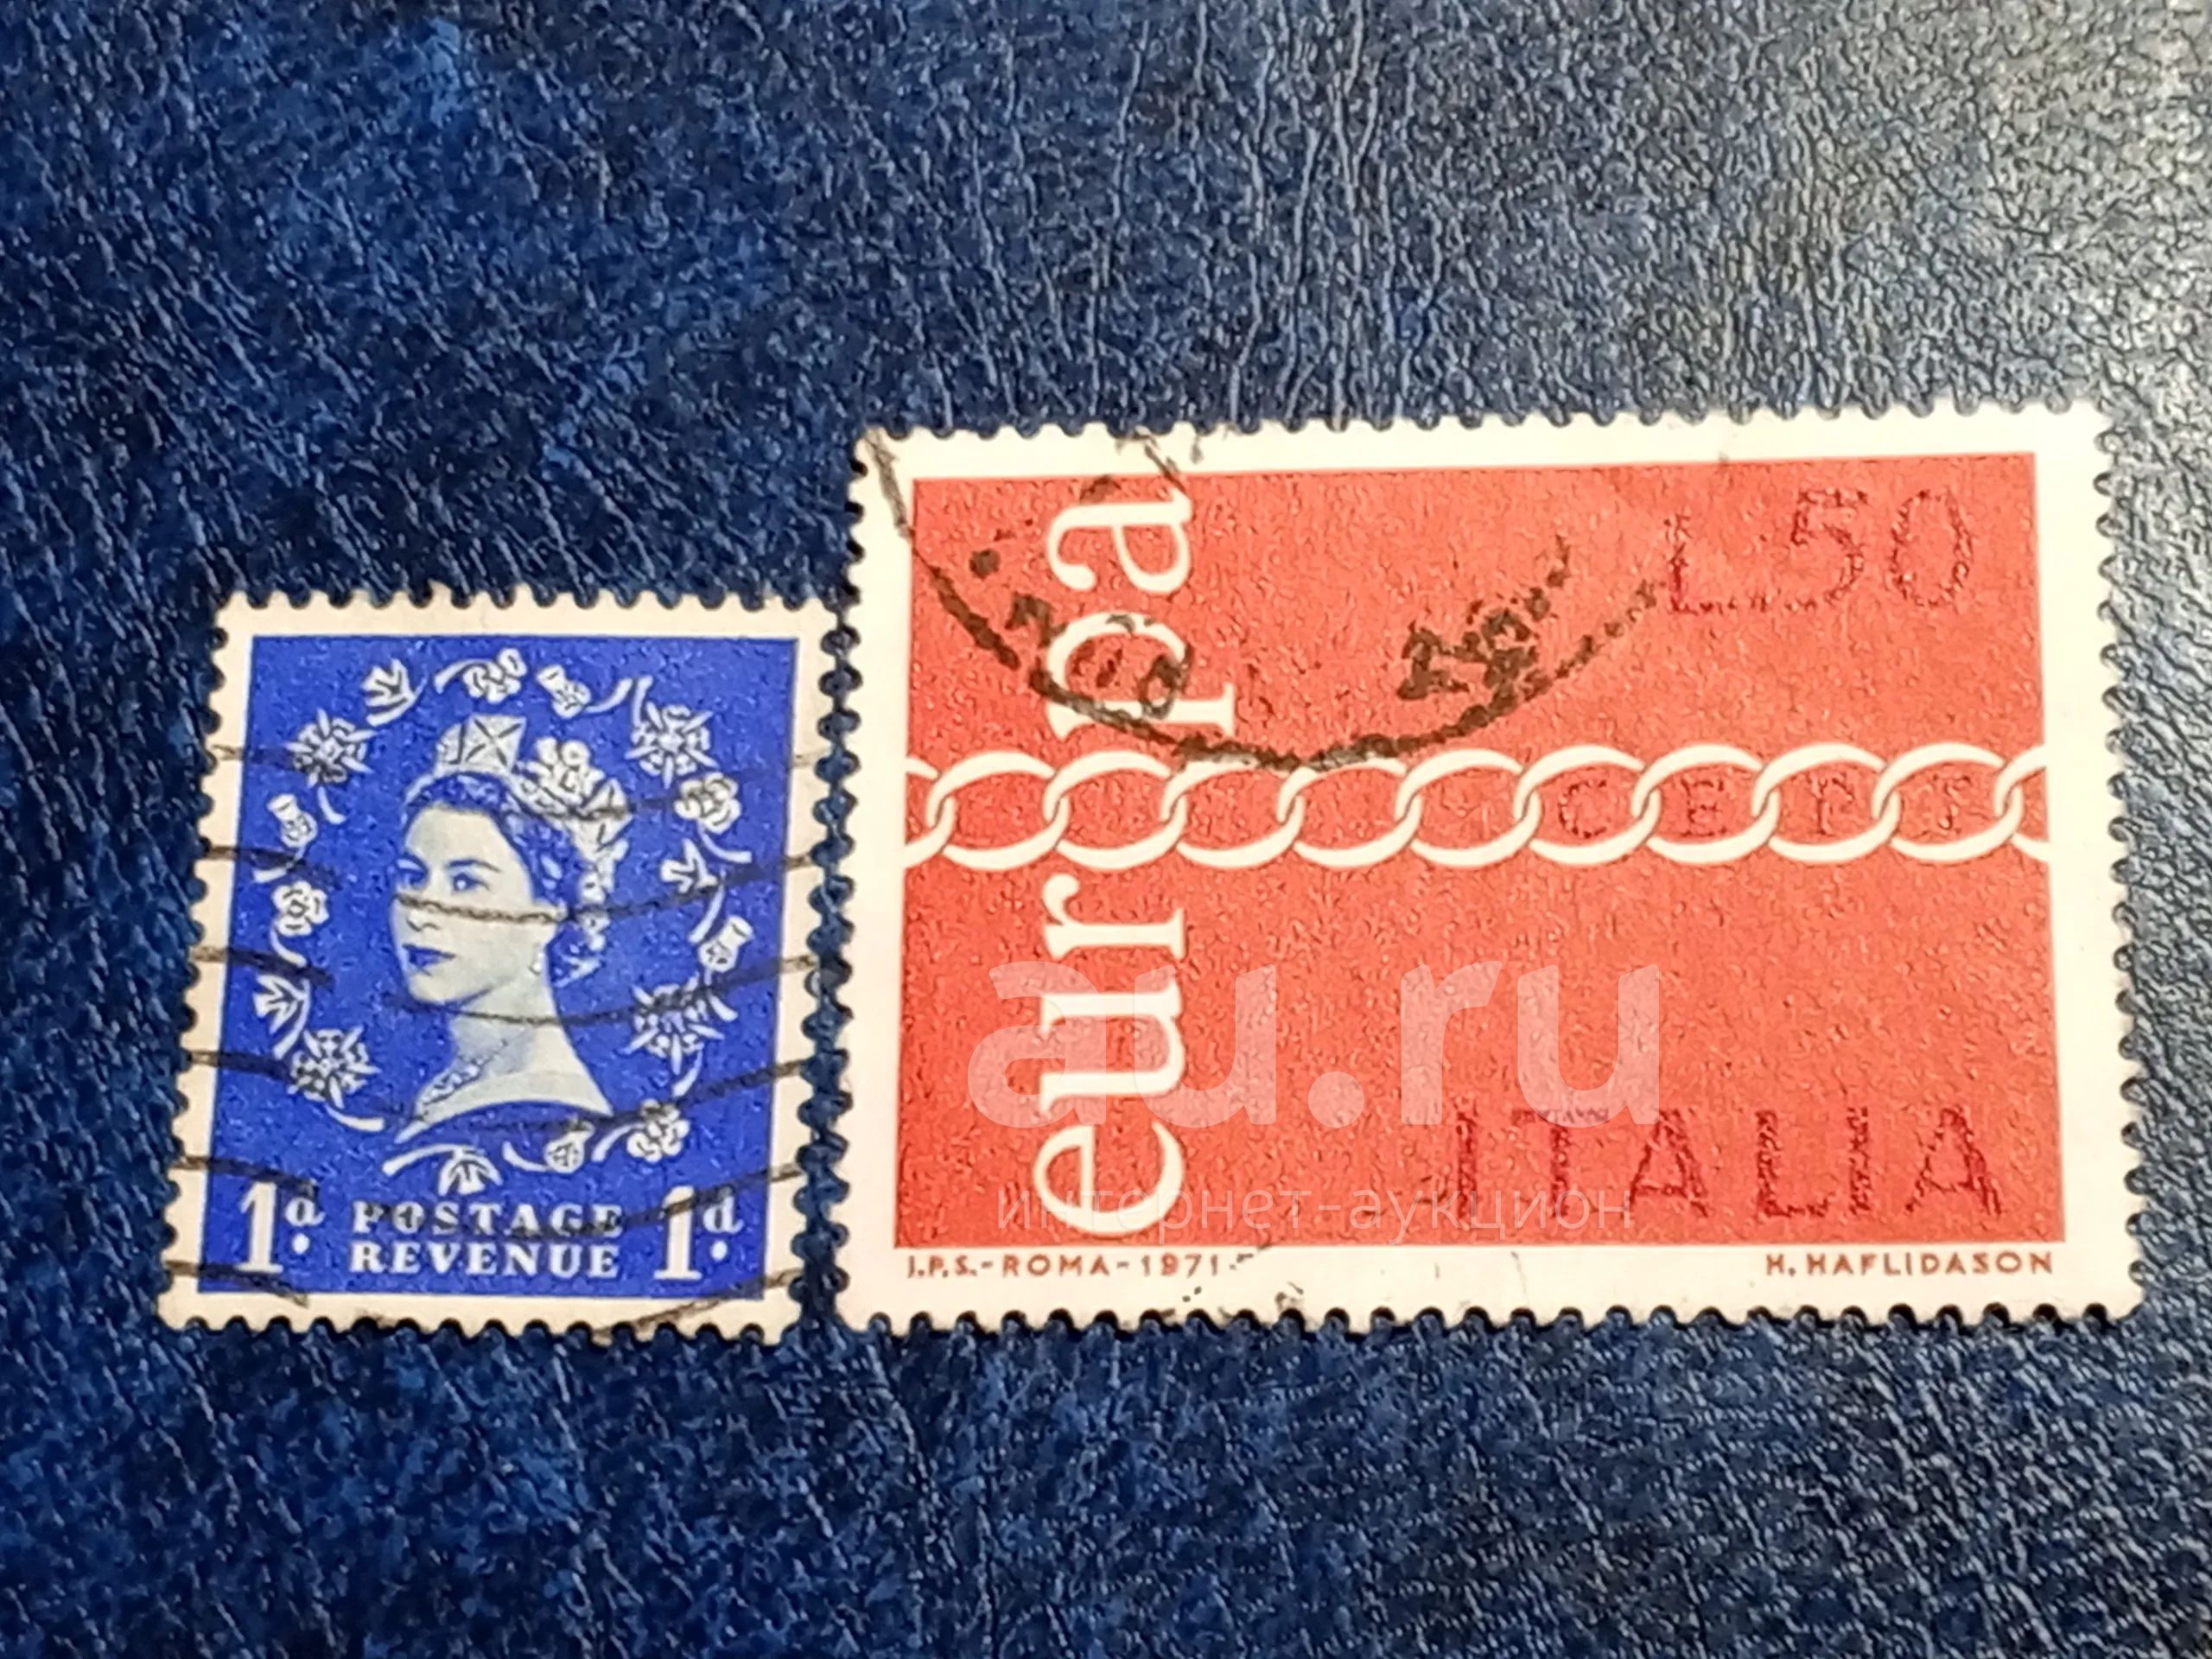 1d. POSTAGE REVENUE 1d.
europa
L.50
CEPT
ITALIA
I.P.S.-ROMA-1971
H. HAFLIDASON
au.ru
интернет-аукцион